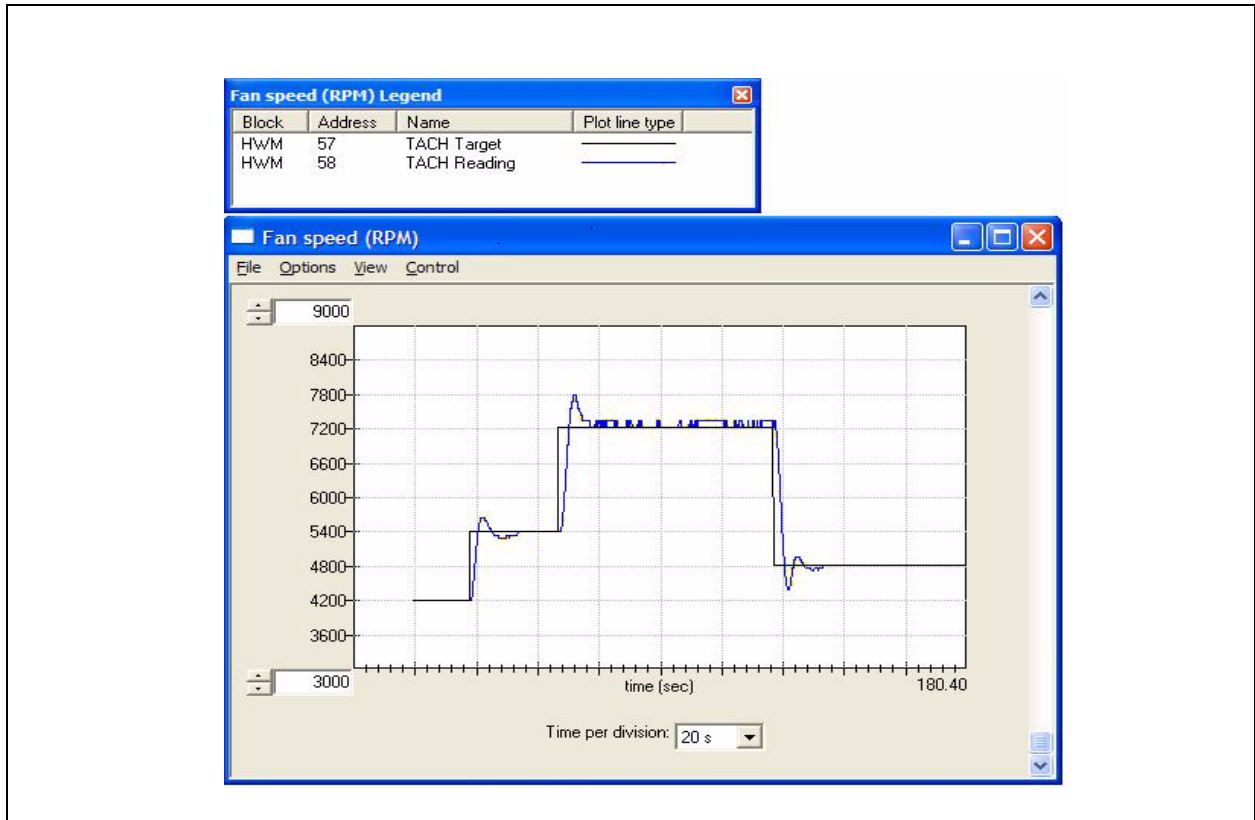 Fan speed (RPM) Legend
Block Address Name Plot line type
HWM 57 TACH Target
HWM 58 TACH Reading
Fan speed (RPM)
File Options View Control
9000
8400
7800
7200
6600
6000
5400
4800
4200
3600
3000
time (sec) 180.40
Time per division: 20 s